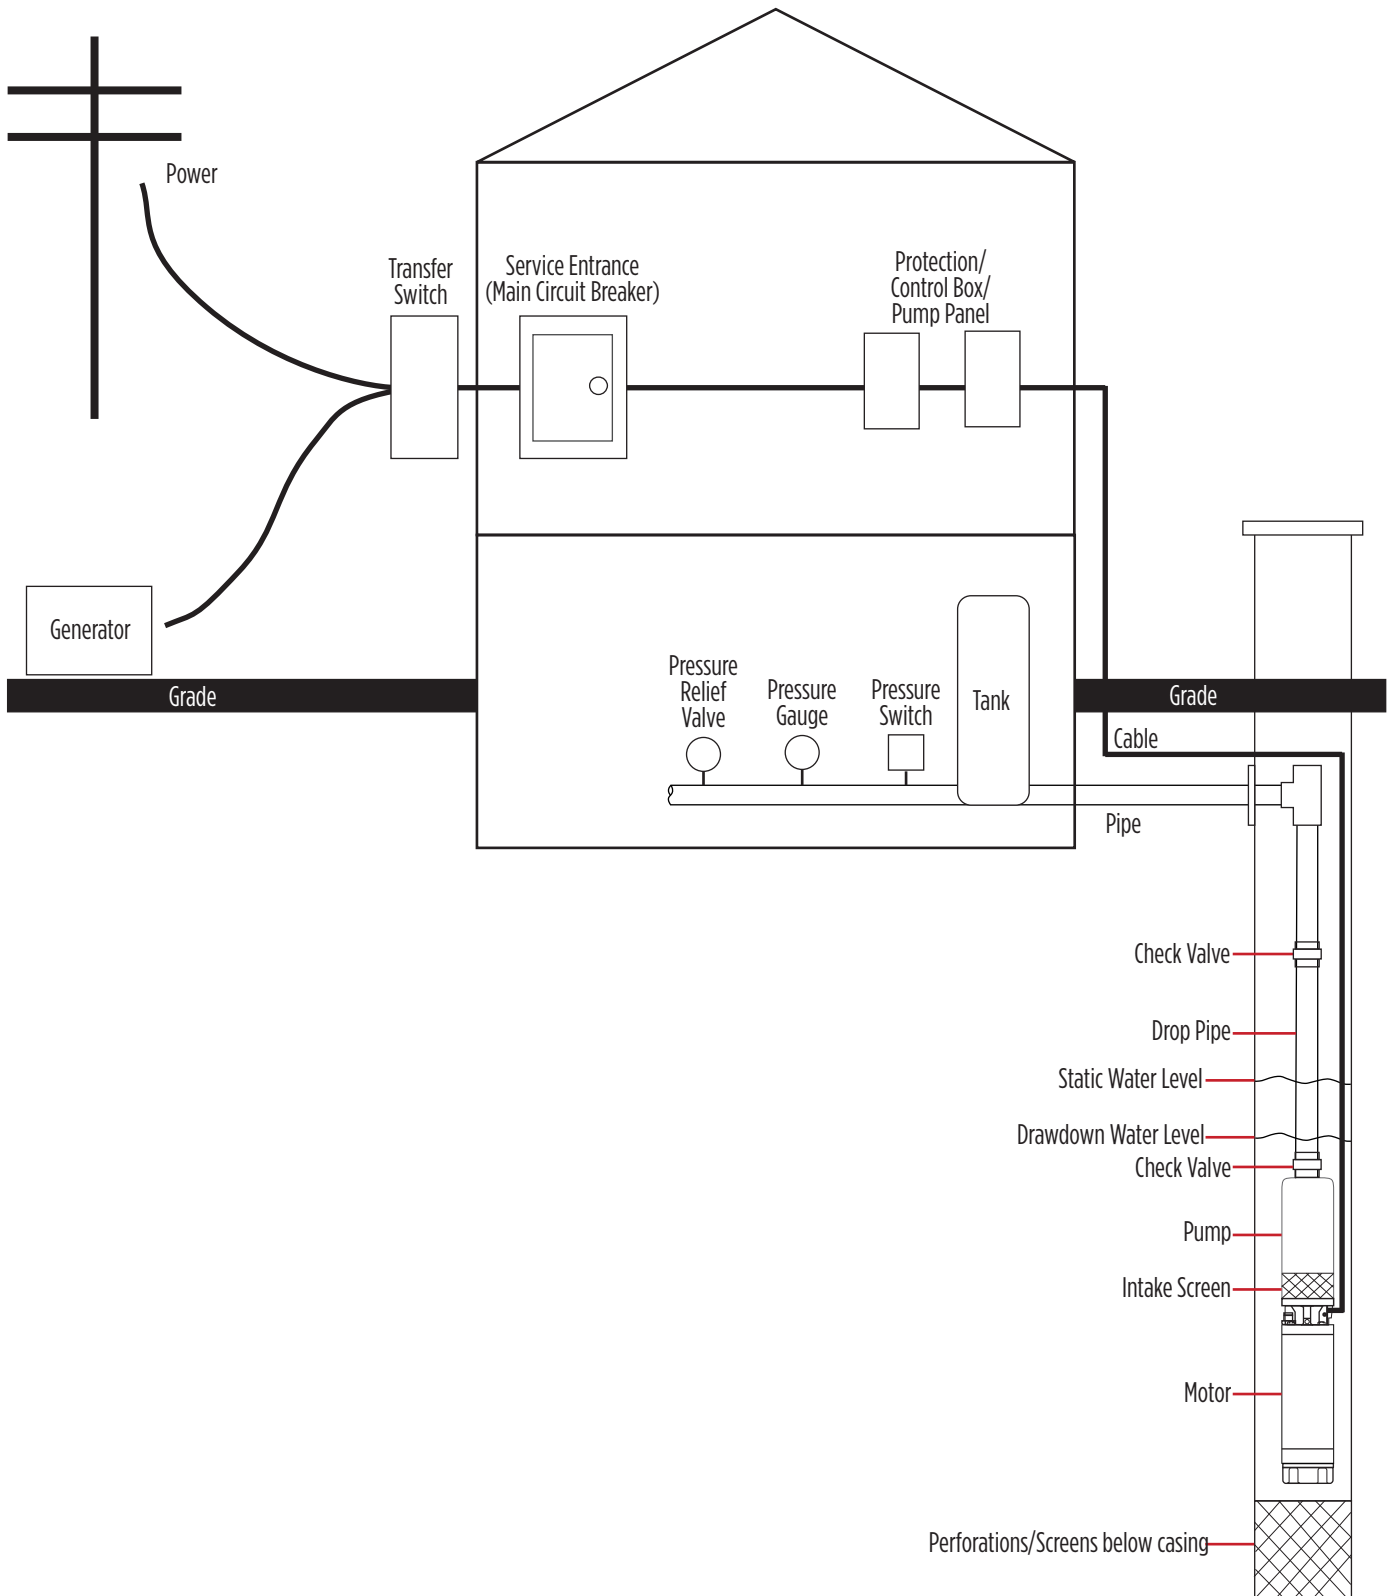 Power
Transfer
Switch
Service Entrance
(Main Circuit Breaker)
Protection/
Control Box/
Pump Panel
Generator
Grade
Pressure
Relief
Valve
Pressure
Gauge
Pressure
Switch
Tank
Grade
Cable
Pipe
Check Valve
Drop Pipe
Static Water Level
Drawdown Water Level
Check Valve
Pump
Intake Screen
Motor
Perforations/Screens below casing